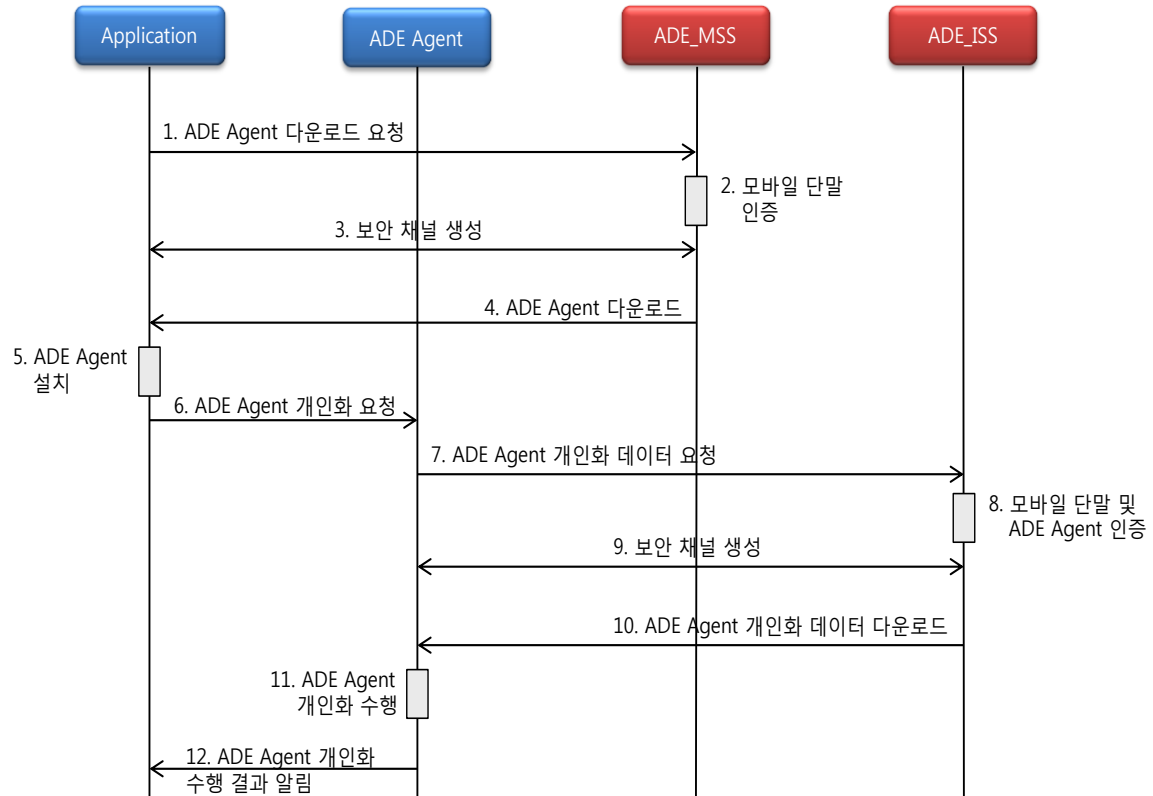 Application
ADE Agent
ADE_MSS
ADE_ISS
1. ADE Agent 다운로드 요청
2. 모바일 단말
인증
3. 보안 채널 생성
4. ADE Agent 다운로드
5. ADE Agent
설치
6. ADE Agent 개인화 요청
7. ADE Agent 개인화 데이터 요청
8. 모바일 단말 및
ADE Agent 인증
9. 보안 채널 생성
10. ADE Agent 개인화 데이터 다운로드
11. ADE Agent
개인화 수행
12. ADE Agent 개인화
수행 결과 알림